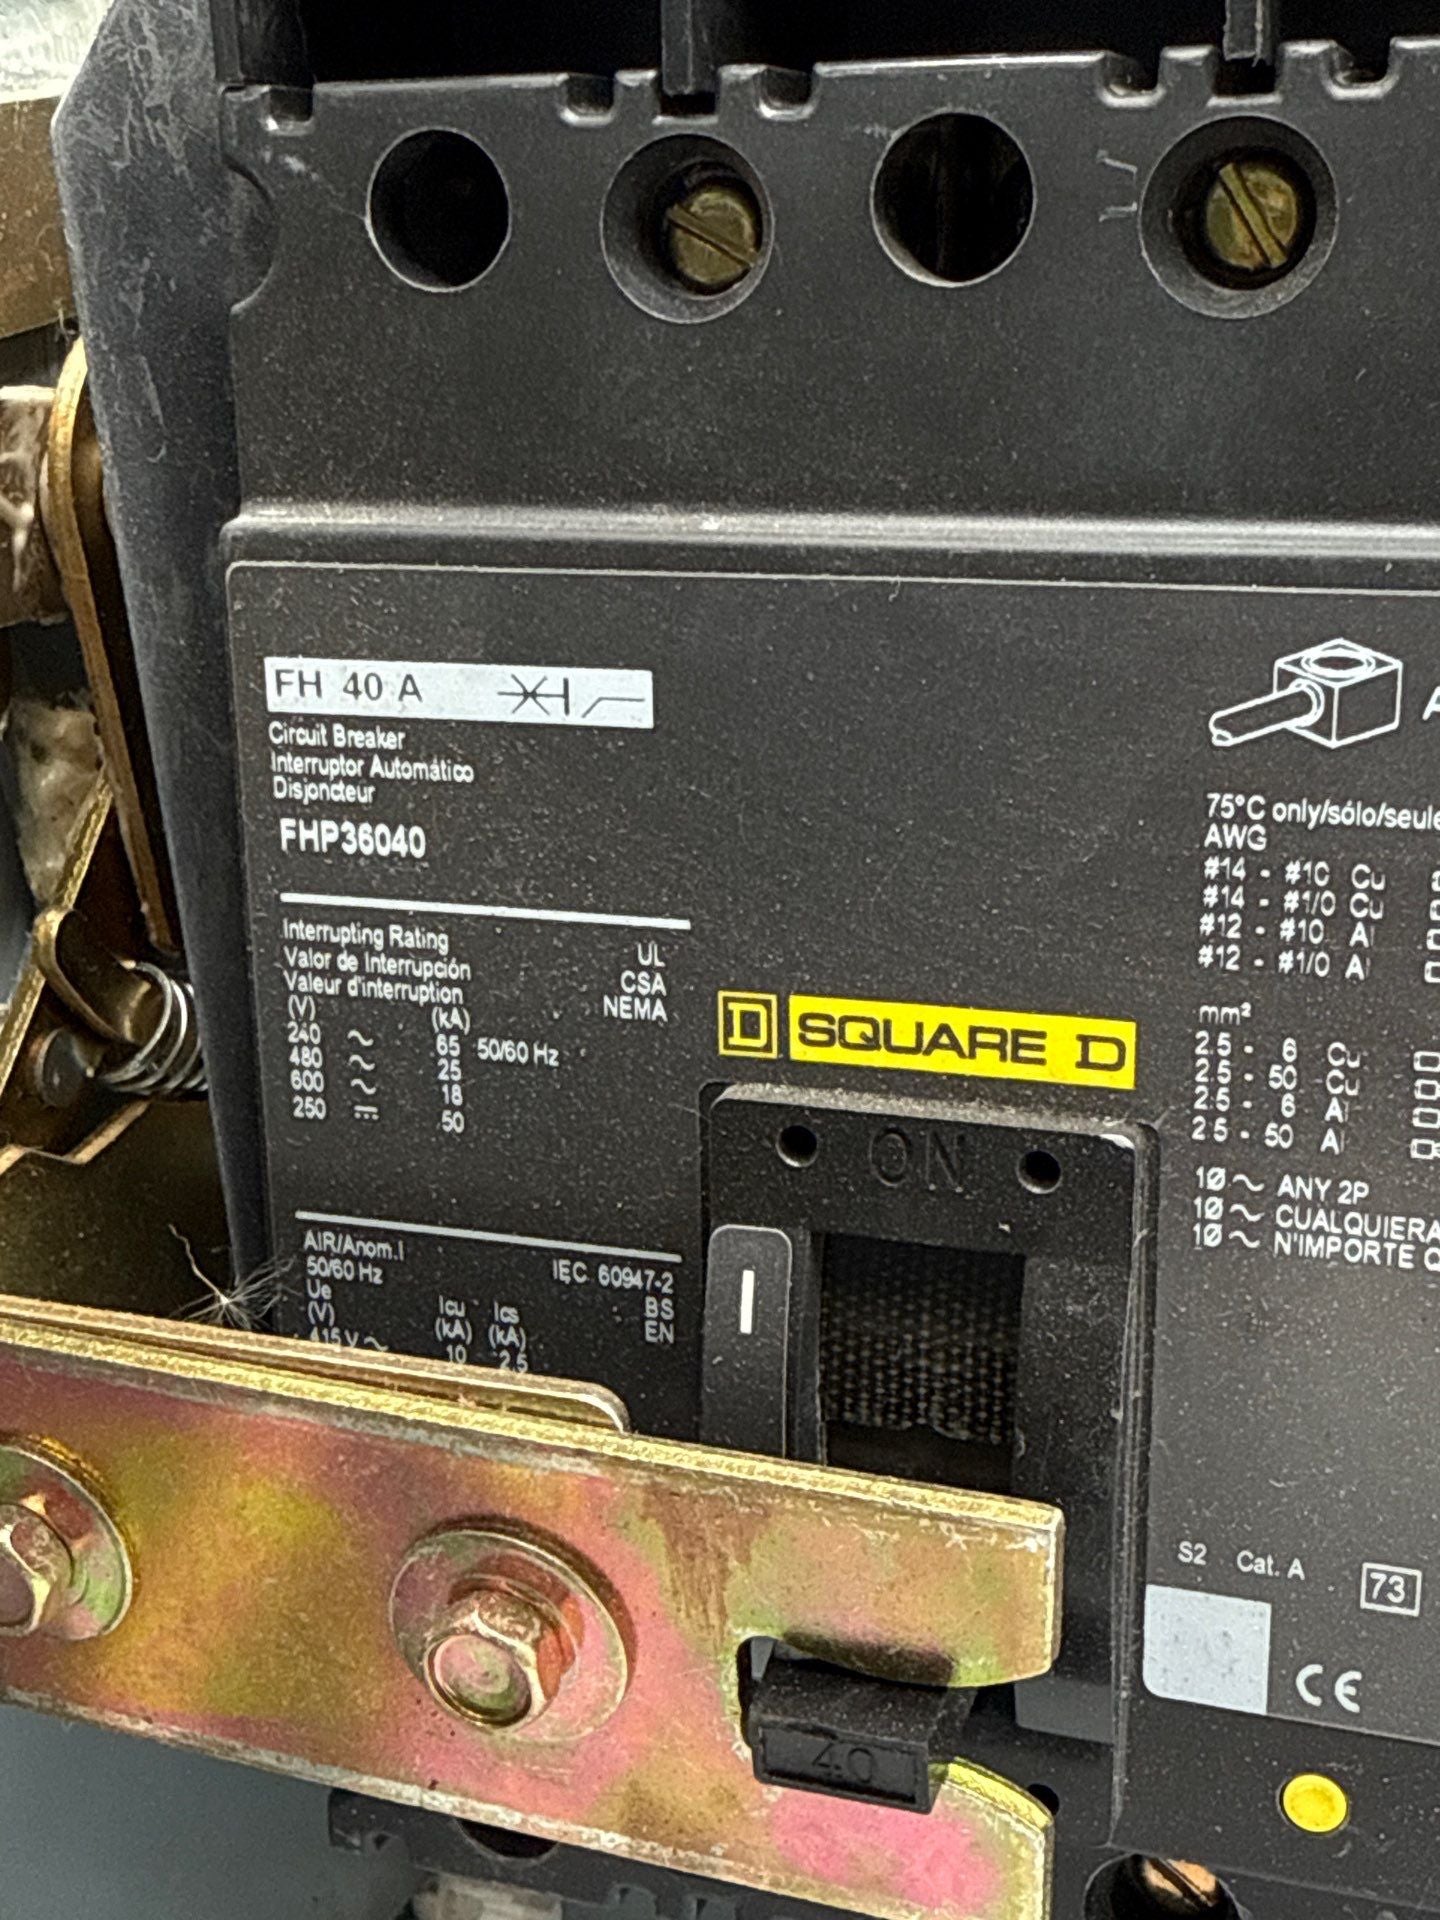 FH 40 A
Circuit Breaker
Interruptor Automático
Disjoncteur
FHP36040
Interrupting Rating UL
Valor de Interrupción CSA
Valeur d'interruption NEMA
(V) (kA)
240 ~ 65 50/60 Hz
480 ~ 25
600 ~ 18
250 ⎓ 50
AIR/Anom.I
50/60 Hz IEC 60947-2
Ue Icu Ics BS
(V) (kA) (kA) EN
415 V ~ 10 2.5
D SQUARE D
ON
I
40
75°C only/sólo/seule
AWG
#14 - #10 Cu
#14 - #1/0 Cu
#12 - #10 Al
#12 - #1/0 Al
mm²
2.5 - 6 Cu
2.5 - 50 Cu
2.5 - 6 Al
2.5 - 50 Al
1Ø ~ ANY 2P
1Ø ~ CUALQUIERA
1Ø ~ N'IMPORTE Q
S2 Cat. A 73
CE